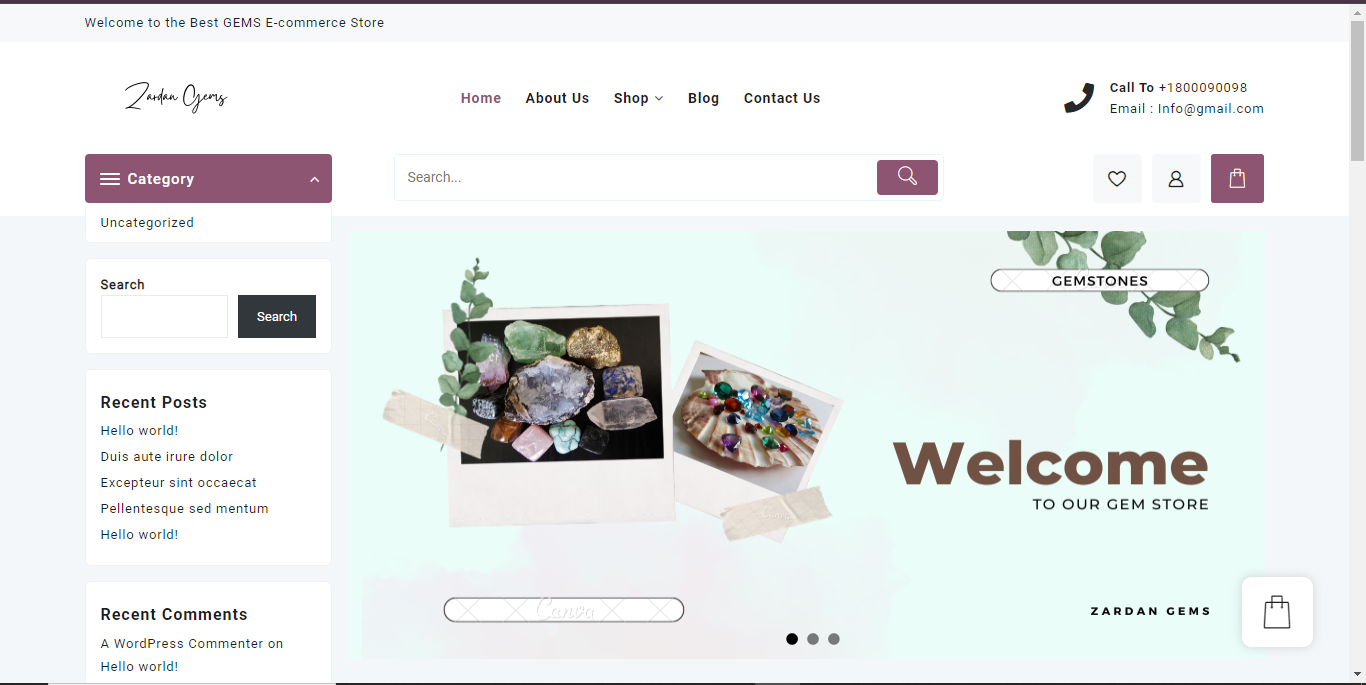 Welcome to the Best GEMS E-commerce Store
Zardan Gems
Home About Us Shop Blog Contact Us
Call To +1800090098
Email : Info@gmail.com
Category
Search...
Uncategorized
Search
Search
Recent Posts
Hello world!
Duis aute irure dolor
Excepteur sint occaecat
Pellentesque sed mentum
Hello world!
Recent Comments
A WordPress Commenter on
Hello world!
GEMSTONES
Welcome
TO OUR GEM STORE
Canva
ZARDAN GEMS